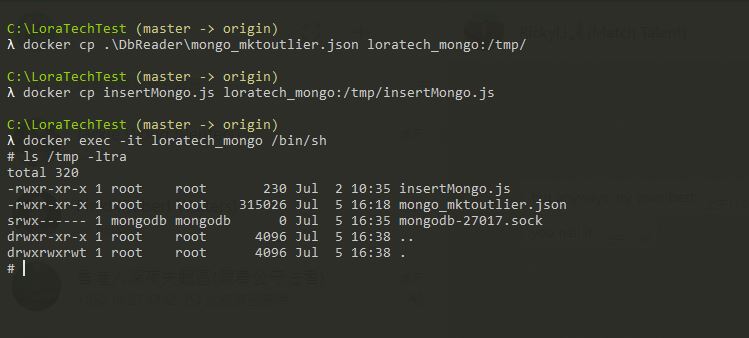 C:\LoraTechTest (master -> origin)
λ docker cp .\DbReader\mongo_mktoutlier.json loratech_mongo:/tmp/
C:\LoraTechTest (master -> origin)
λ docker cp insertMongo.js loratech_mongo:/tmp/insertMongo.js
C:\LoraTechTest (master -> origin)
λ docker exec -it loratech_mongo /bin/sh
# ls /tmp -ltra
total 320
-rwxr-xr-x 1 root    root       230 Jul  2 10:35 insertMongo.js
-rwxr-xr-x 1 root    root    315026 Jul  5 16:18 mongo_mktoutlier.json
srwx------ 1 mongodb mongodb      0 Jul  5 16:35 mongodb-27017.sock
drwxr-xr-x 1 root    root      4096 Jul  5 16:38 ..
drwxrwxrwt 1 root    root      4096 Jul  5 16:38 .
#